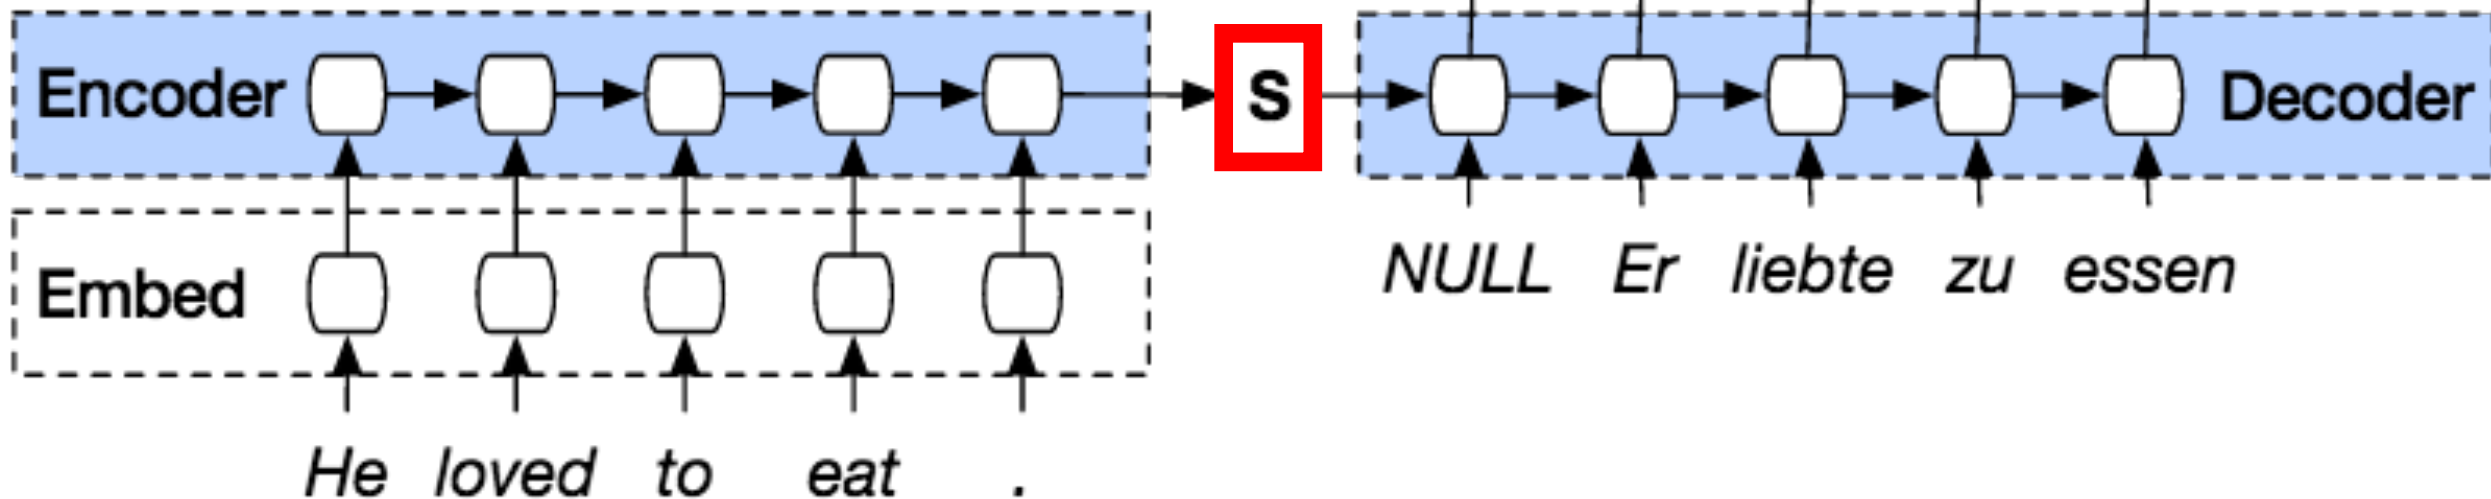 Encoder S Decoder
Embed
NULL Er liebte zu essen
He loved to eat .